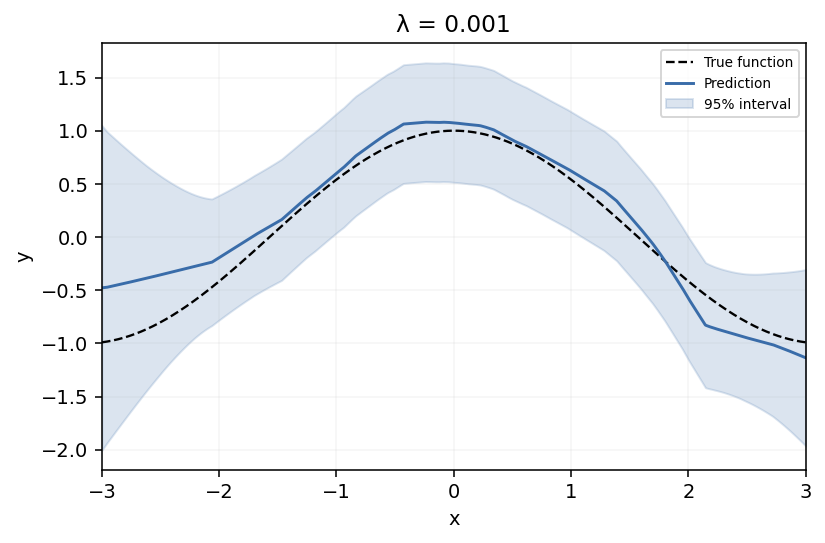 λ = 0.001
True function
Prediction
95% interval
y
1.5
1.0
0.5
0.0
−0.5
−1.0
−1.5
−2.0
−3
−2
−1
0
1
2
3
x